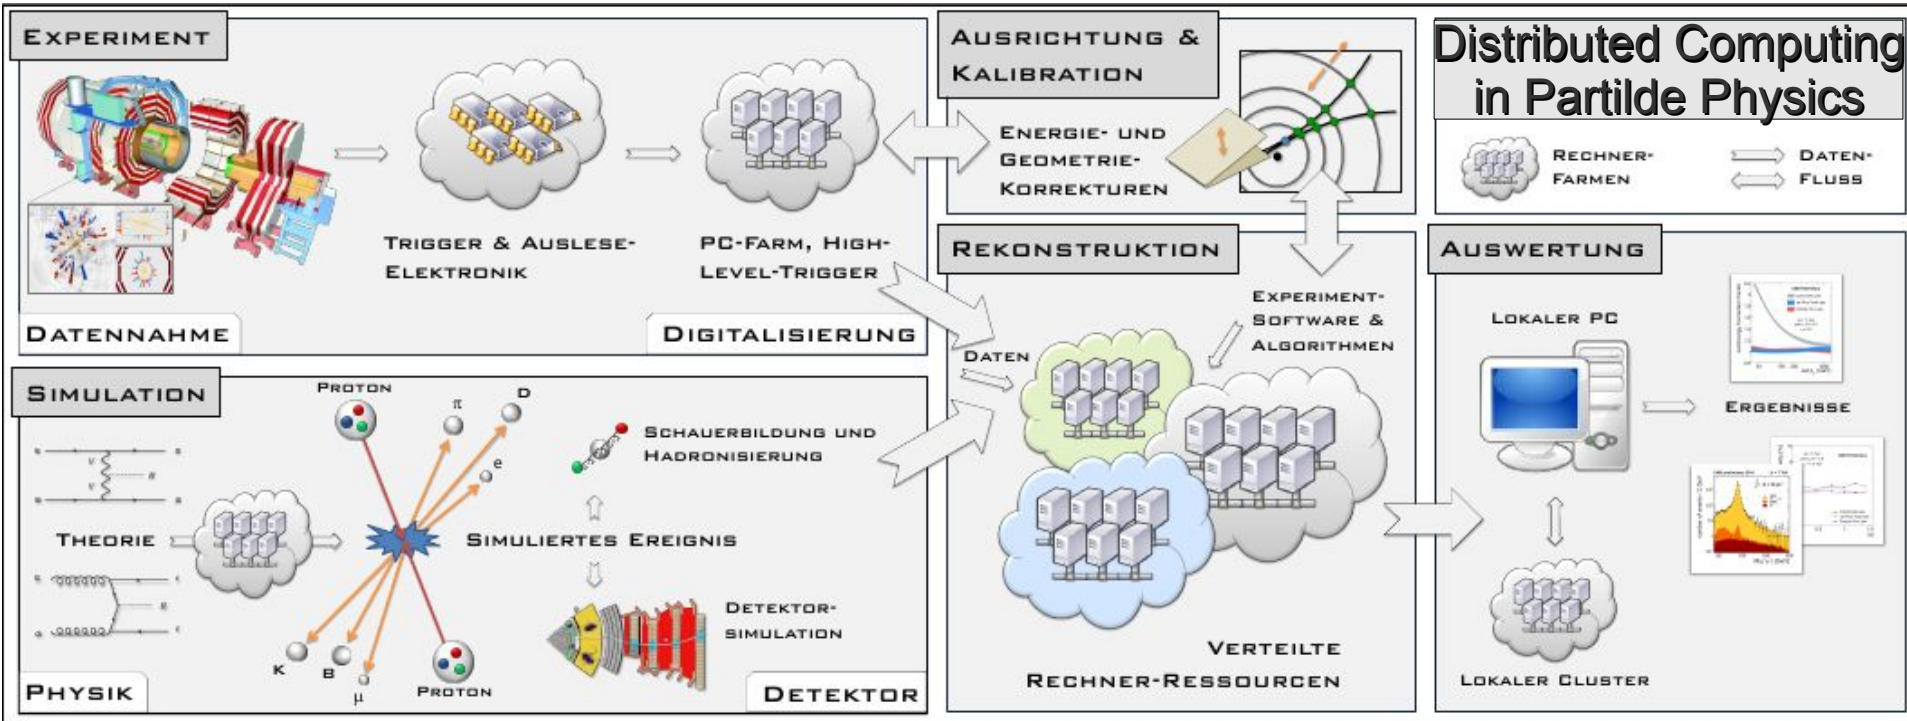 EXPERIMENT
TRIGGER & AUSLESE-
ELEKTRONIK
PC-FARM, HIGH-
LEVEL-TRIGGER
DATENNAHME
DIGITALISIERUNG
AUSRICHTUNG &
KALIBRATION
ENERGIE- UND
GEOMETRIE-
KORREKTUREN
Distributed Computing
in Partilde Physics
RECHNER-
FARMEN
DATEN-
FLUSS
SIMULATION
PROTON
π
D
e
SCHAUERBILDUNG UND
HADRONISIERUNG
THEORIE
SIMULIERTES EREIGNIS
DETEKTOR-
SIMULATION
K
B
μ
PROTON
PHYSIK
DETEKTOR
REKONSTRUKTION
EXPERIMENT-
SOFTWARE &
ALGORITHMEN
DATEN
VERTEILTE
RECHNER-RESSOURCEN
AUSWERTUNG
LOKALER PC
ERGEBNISSE
LOKALER CLUSTER